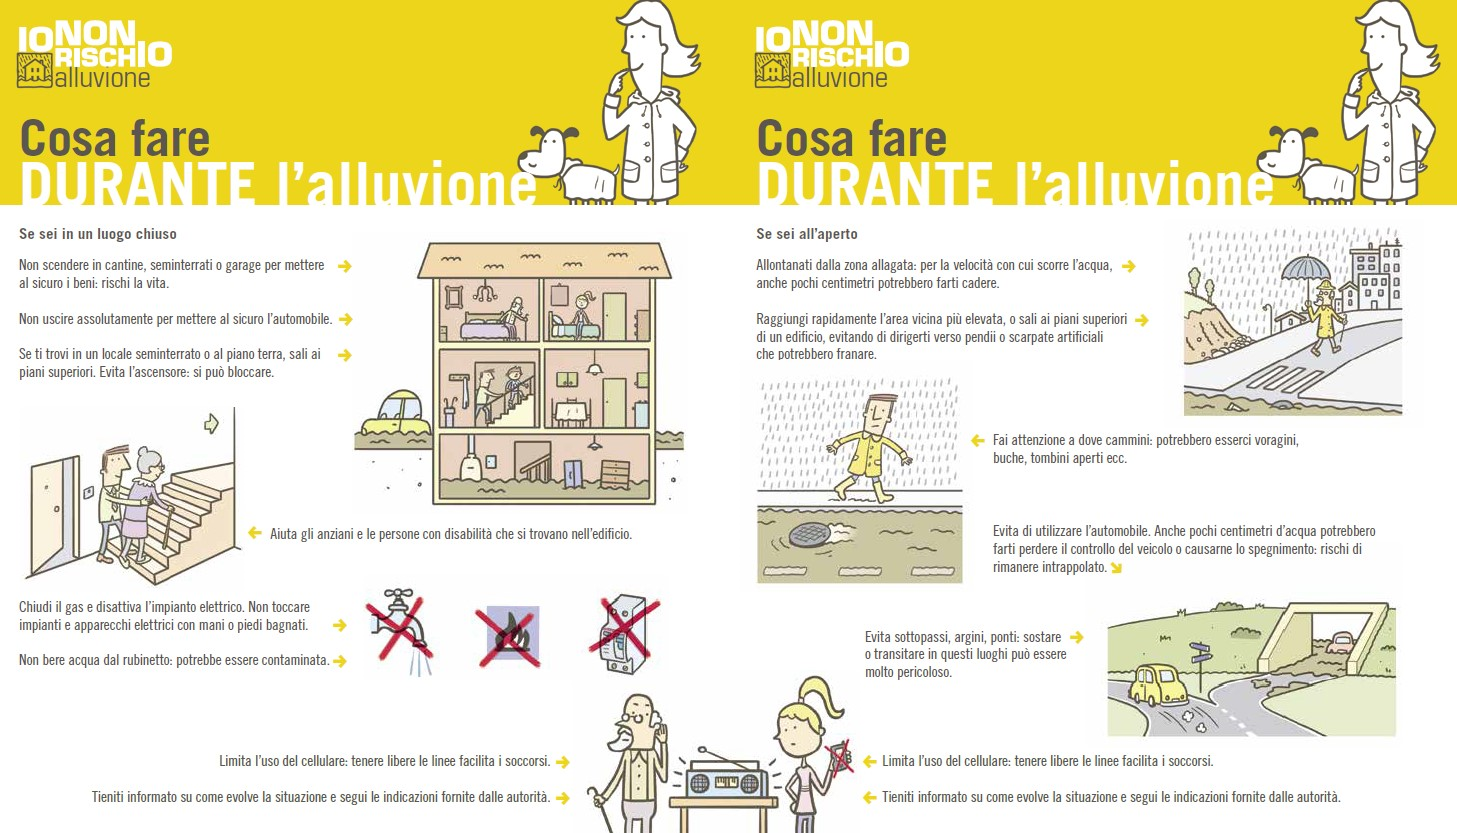 IO NON
RISCHIO
alluvione
Cosa fare
DURANTE l'alluvione
Se sei in un luogo chiuso
Non scendere in cantine, seminterrati o garage per mettere
al sicuro i beni: rischi la vita.
Non uscire assolutamente per mettere al sicuro l'automobile.
Se ti trovi in un locale seminterrato o al piano terra, sali ai
piani superiori. Evita l'ascensore: si può bloccare.
Aiuta gli anziani e le persone con disabilità che si trovano nell'edificio.
Chiudi il gas e disattiva l'impianto elettrico. Non toccare
impianti e apparecchi elettrici con mani o piedi bagnati.
Non bere acqua dal rubinetto: potrebbe essere contaminata.
Limita l'uso del cellulare: tenere libere le linee facilita i soccorsi.
Tieniti informato su come evolve la situazione e segui le indicazioni fornite dalle autorità.
IO NON
RISCHIO
alluvione
Cosa fare
DURANTE l'alluvione
Se sei all'aperto
Allontanati dalla zona allagata: per la velocità con cui scorre l'acqua,
anche pochi centimetri potrebbero farti cadere.
Raggiungi rapidamente l'area vicina più elevata, o sali ai piani superiori
di un edificio, evitando di dirigerti verso pendii o scarpate artificiali
che potrebbero franare.
Fai attenzione a dove cammini: potrebbero esserci voragini,
buche, tombini aperti ecc.
Evita di utilizzare l'automobile. Anche pochi centimetri d'acqua potrebbero
farti perdere il controllo del veicolo o causarne lo spegnimento: rischi di
rimanere intrappolato.
Evita sottopassi, argini, ponti: sostare
o transitare in questi luoghi può essere
molto pericoloso.
Limita l'uso del cellulare: tenere libere le linee facilita i soccorsi.
Tieniti informato su come evolve la situazione e segui le indicazioni fornite dalle autorità.